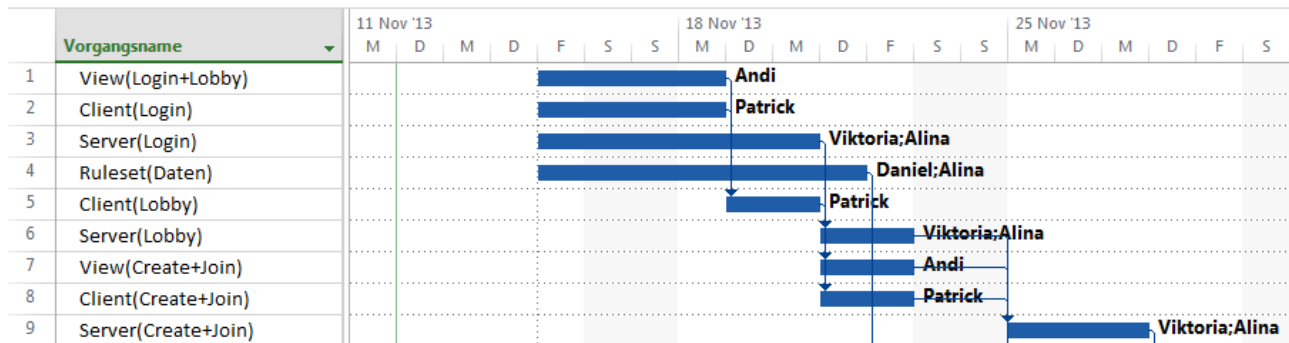 11 Nov '13 18 Nov '13 25 Nov '13
Vorgangsname M D M D F S S M D M D F S S M D M D F S
1 View(Login+Lobby) Andi
2 Client(Login) Patrick
3 Server(Login) Viktoria;Alina
4 Ruleset(Daten) Daniel;Alina
5 Client(Lobby) Patrick
6 Server(Lobby) Viktoria;Alina
7 View(Create+Join) Andi
8 Client(Create+Join) Patrick
9 Server(Create+Join) Viktoria;Alina